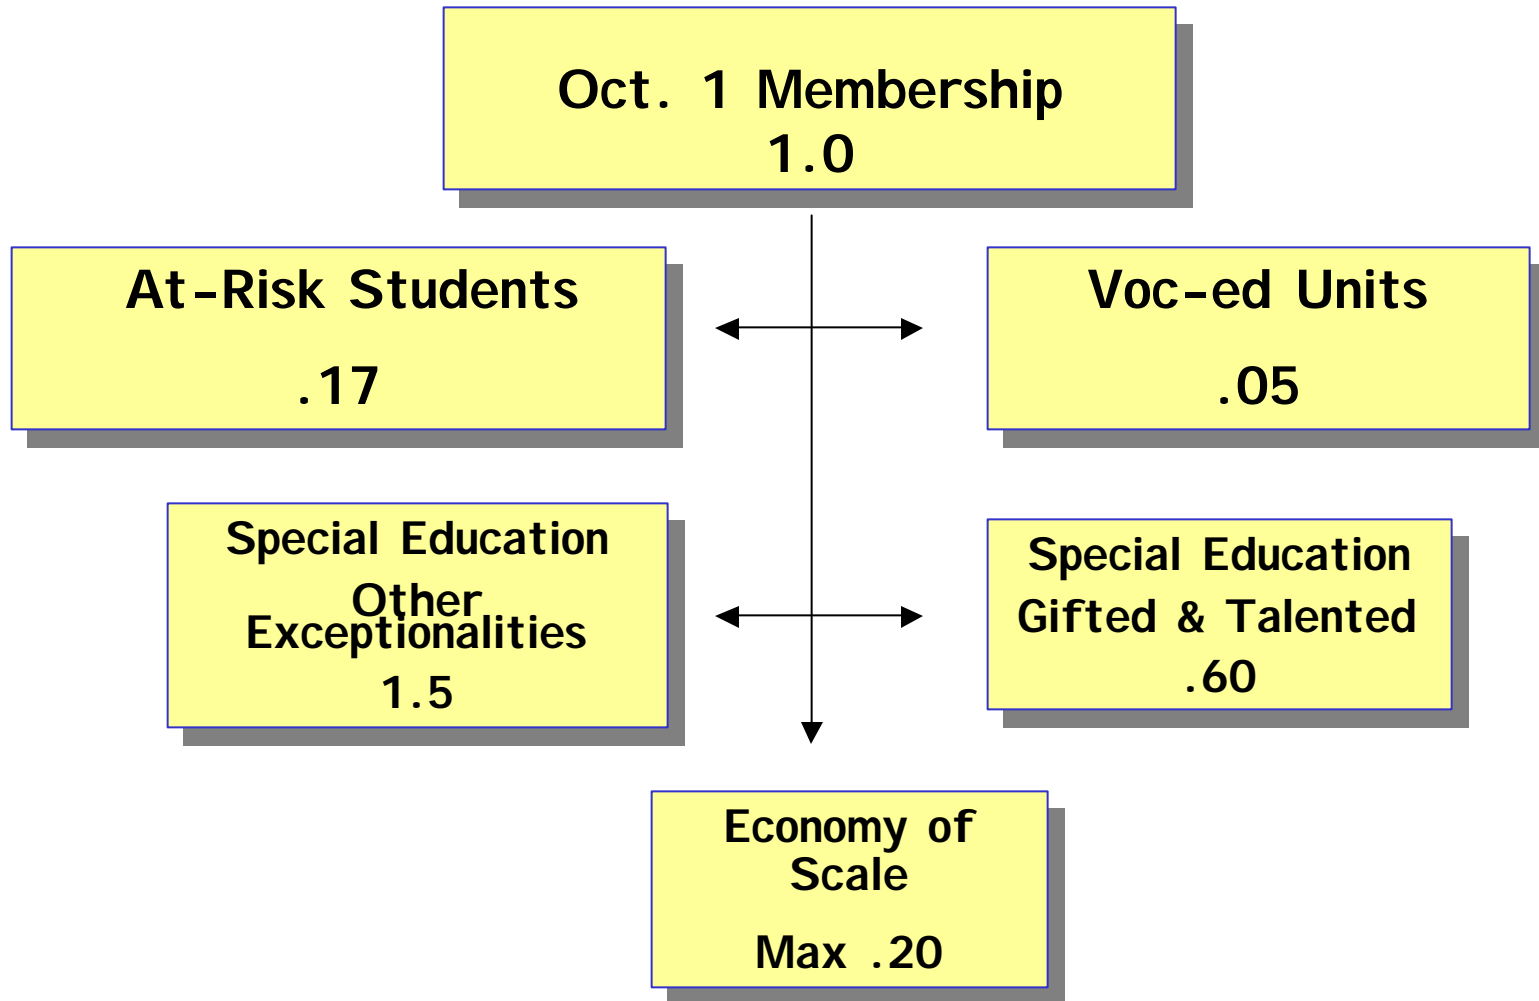 Oct. 1 Membership
1.0
At-Risk Students
.17
Voc-ed Units
.05
Special Education
Other
Exceptionalities
1.5
Special Education
Gifted & Talented
.60
Economy of
Scale
Max .20